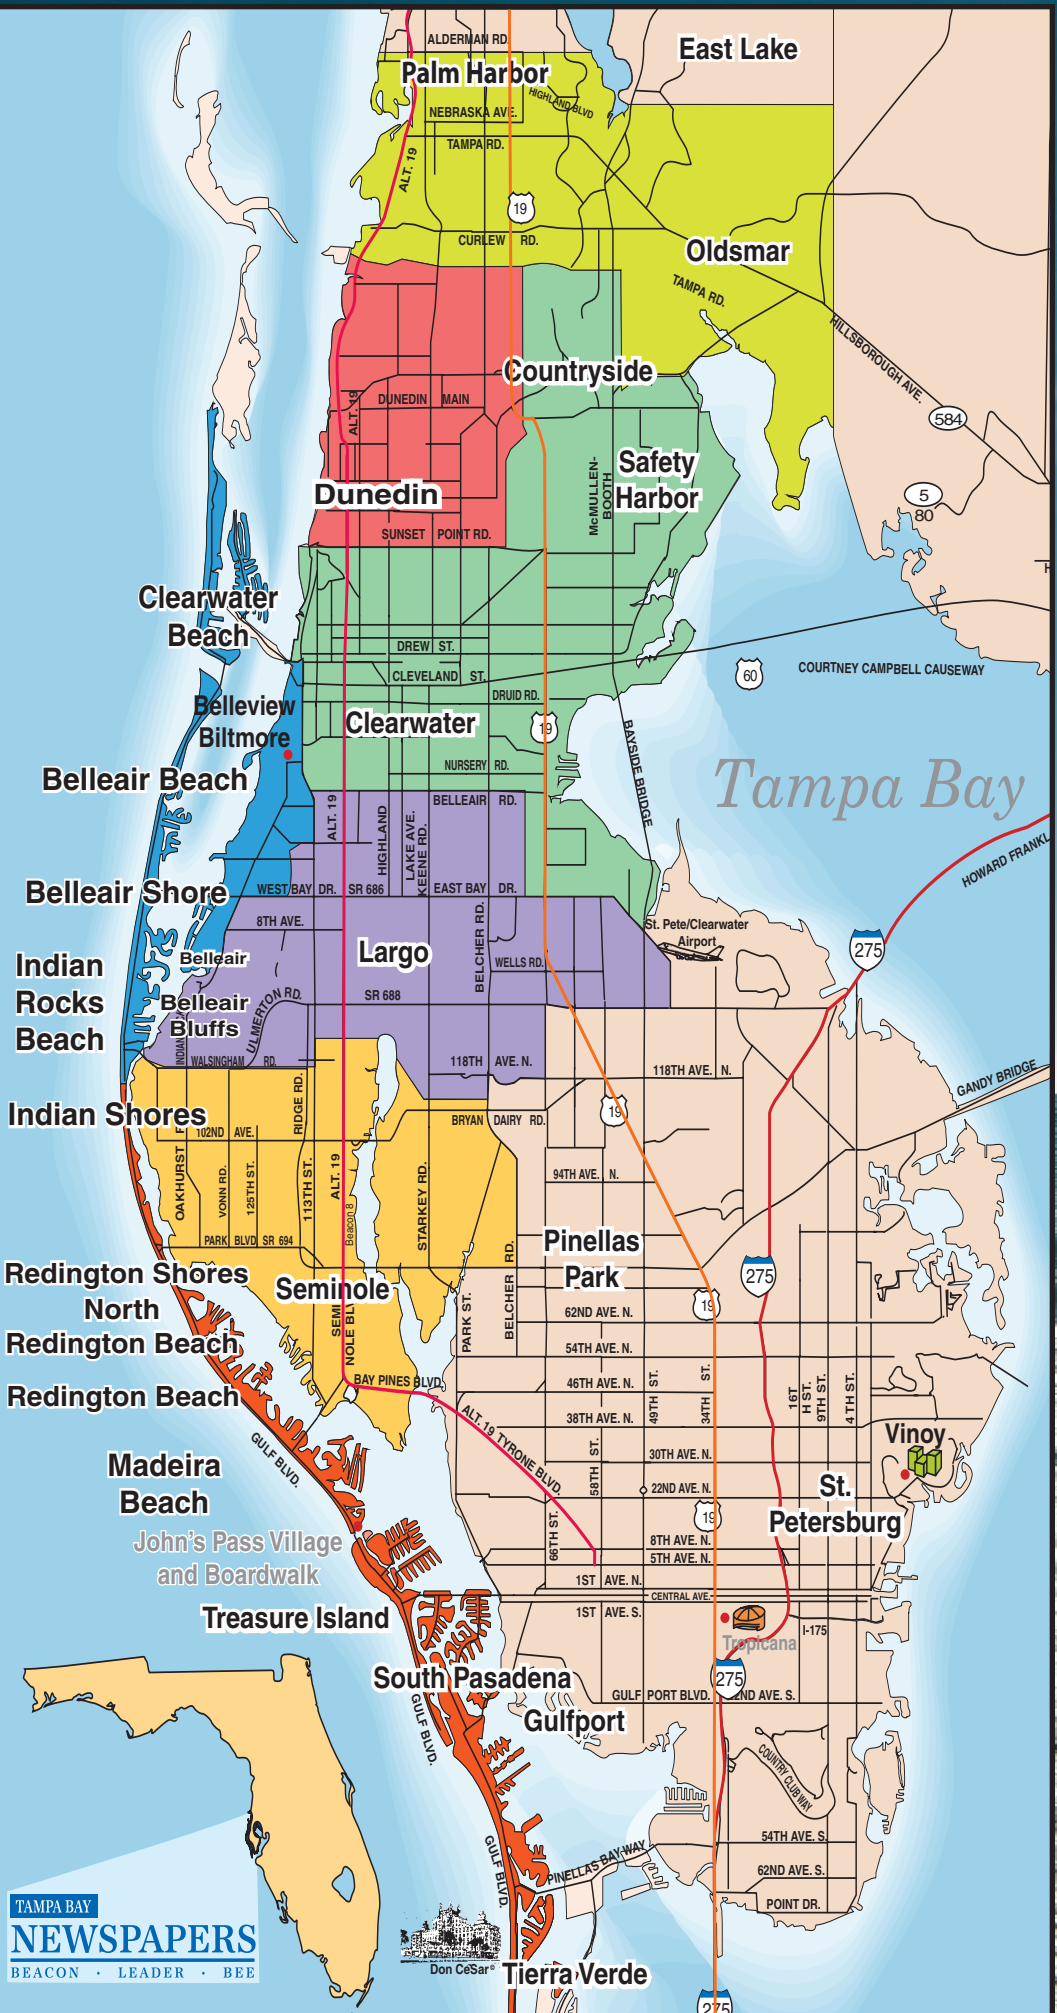 ALDERMAN RD.
East Lake
Palm Harbor
HIGHLAND BLVD
NEBRASKA AVE.
TAMPA RD.
ALT. 19
19
CURLEW RD.
Oldsmar
TAMPA RD.
HILLSBOROUGH AVE.
Countryside
DUNEDIN MAIN
ALT. 19
584
Safety
Harbor
McMULLEN-
BOOTH
Dunedin
5
80
SUNSET POINT RD.
H
Clearwater
Beach
DREW ST.
CLEVELAND ST.
60
COURTNEY CAMPBELL CAUSEWAY
DRUID RD.
Belleview
Biltmore
Clearwater
19
BAYSIDE BRIDGE
NURSERY RD.
Belleair Beach
Tampa Bay
BELLEAIR RD.
ALT. 19
HIGHLAND
LAKE AVE.
KEENE RD.
HOWARD FRANKL
Belleair Shore
WEST BAY DR. SR 686 EAST BAY DR.
8TH AVE.
St. Pete/Clearwater
Airport
275
Belleair
Largo
BELCHER RD.
WELLS RD.
Indian
Rocks
Beach
Belleair
Bluffs
ULMERTON RD.
SR 688
INDIAN
WALSINGHAM RD.
118TH AVE. N.
118TH AVE. N.
GANDY BRIDGE
Indian Shores
102ND AVE.
RIDGE RD.
BRYAN DAIRY RD.
19
OAKHURST R
VONN RD.
125TH ST.
113TH ST.
ALT. 19
Beacon 8
STARKEY RD.
94TH AVE. N.
PARK BLVD SR 694
Pinellas
Park
BELCHER RD.
275
Redington Shores
North
Redington Beach
Seminole
SEMI
NOLE BLV
PARK ST.
19
62ND AVE. N.
54TH AVE. N.
Redington Beach
BAY PINES BLVD.
46TH AVE. N.
49TH ST.
34TH ST.
16T
H ST.
9TH ST.
4 TH ST.
ALT. 19 TYRONE BLVD.
38TH AVE. N.
GULF BLVD.
Vinoy
Madeira
Beach
58TH ST.
30TH AVE. N.
22ND AVE. N.
St.
Petersburg
19
John's Pass Village
and Boardwalk
66TH ST.
8TH AVE. N.
5TH AVE. N.
1ST AVE. N.
CENTRAL AVE.
Treasure Island
1ST AVE. S.
Tropicana
I-175
South Pasadena
275
GULF PORT BLVD. 22ND AVE. S.
Gulfport
GULF BLVD.
COUNTRY CLUB WAY
54TH AVE. S.
PINELLAS BAY WAY
62ND AVE. S.
GULF BLVD.
POINT DR.
TAMPA BAY
NEWSPAPERS
BEACON · LEADER · BEE
Don CeSar®
Tierra Verde
275